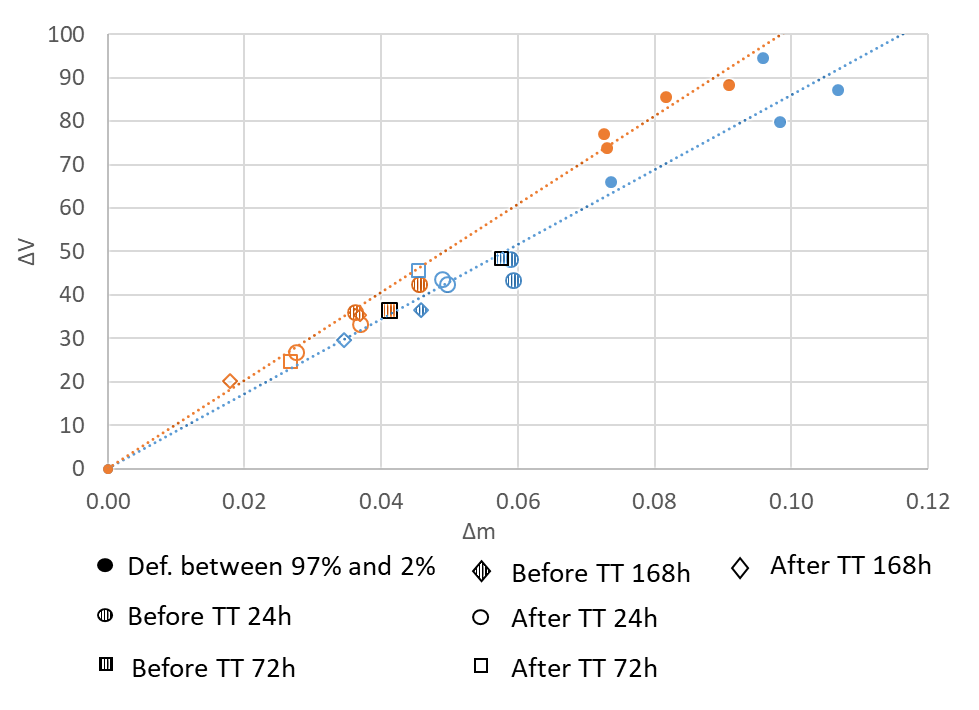 100
90
80
70
60
50
40
30
20
10
0
ΔV
0.00 0.02 0.04 0.06 0.08 0.10 0.12
Δm
Def. between 97% and 2% Before TT 168h After TT 168h
Before TT 24h After TT 24h
Before TT 72h After TT 72h